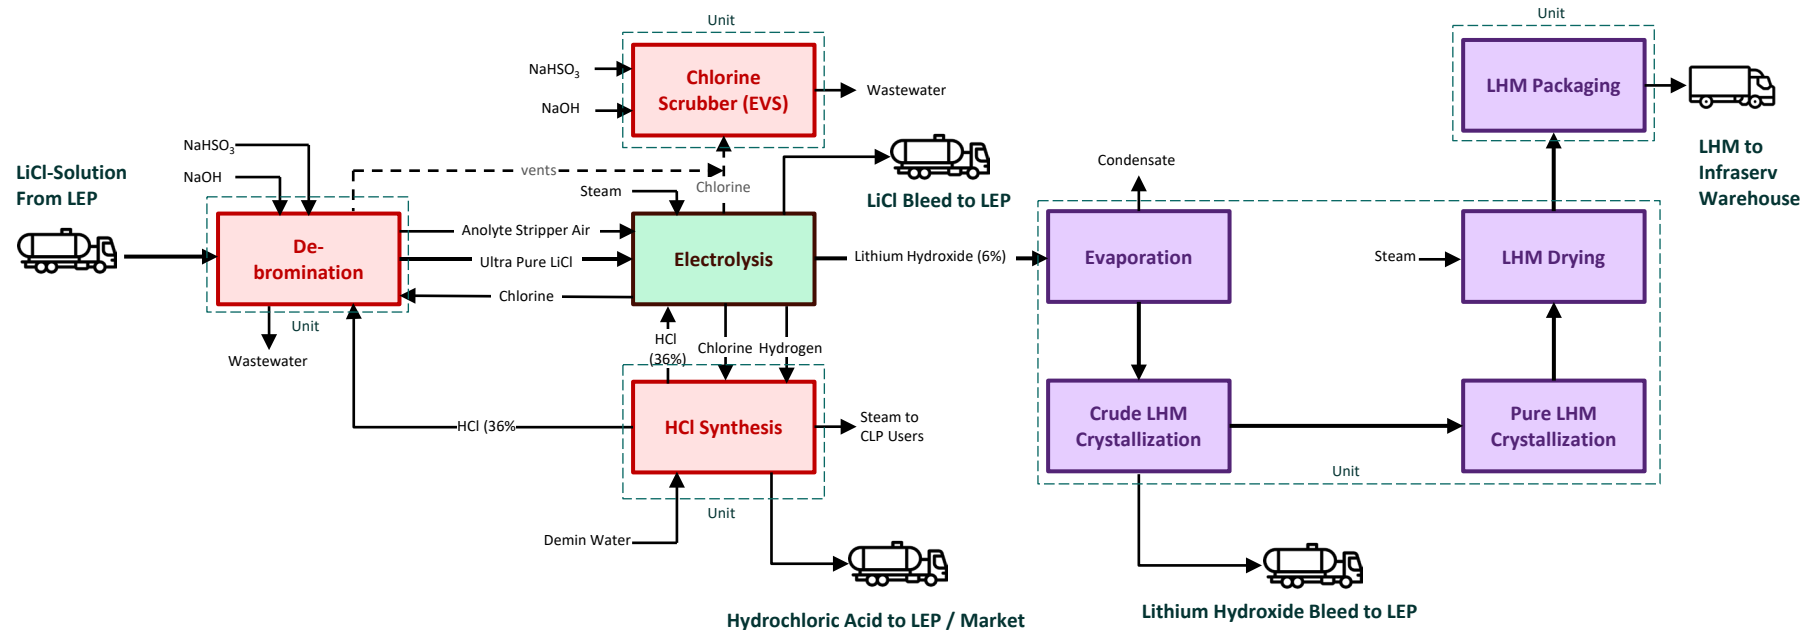 Unit
NaHSO3
NaOH
Chlorine
Scrubber (EVS)
Wastewater
Unit
LHM Packaging
LHM to
Infraserv
Warehouse
LiCl-Solution
From LEP
NaHSO3
NaOH
vents
Chlorine
Steam
LiCl Bleed to LEP
Condensate
De-
bromination
Unit
Wastewater
Anolyte Stripper Air
Ultra Pure LiCl
Chlorine
Electrolysis
Lithium Hydroxide (6%)
Evaporation
Steam
LHM Drying
HCl
(36%)
Chlorine
Hydrogen
HCl (36%
HCl Synthesis
Steam to
CLP Users
Unit
Demin Water
Crude LHM
Crystallization
Pure LHM
Crystallization
Unit
Hydrochloric Acid to LEP / Market
Lithium Hydroxide Bleed to LEP